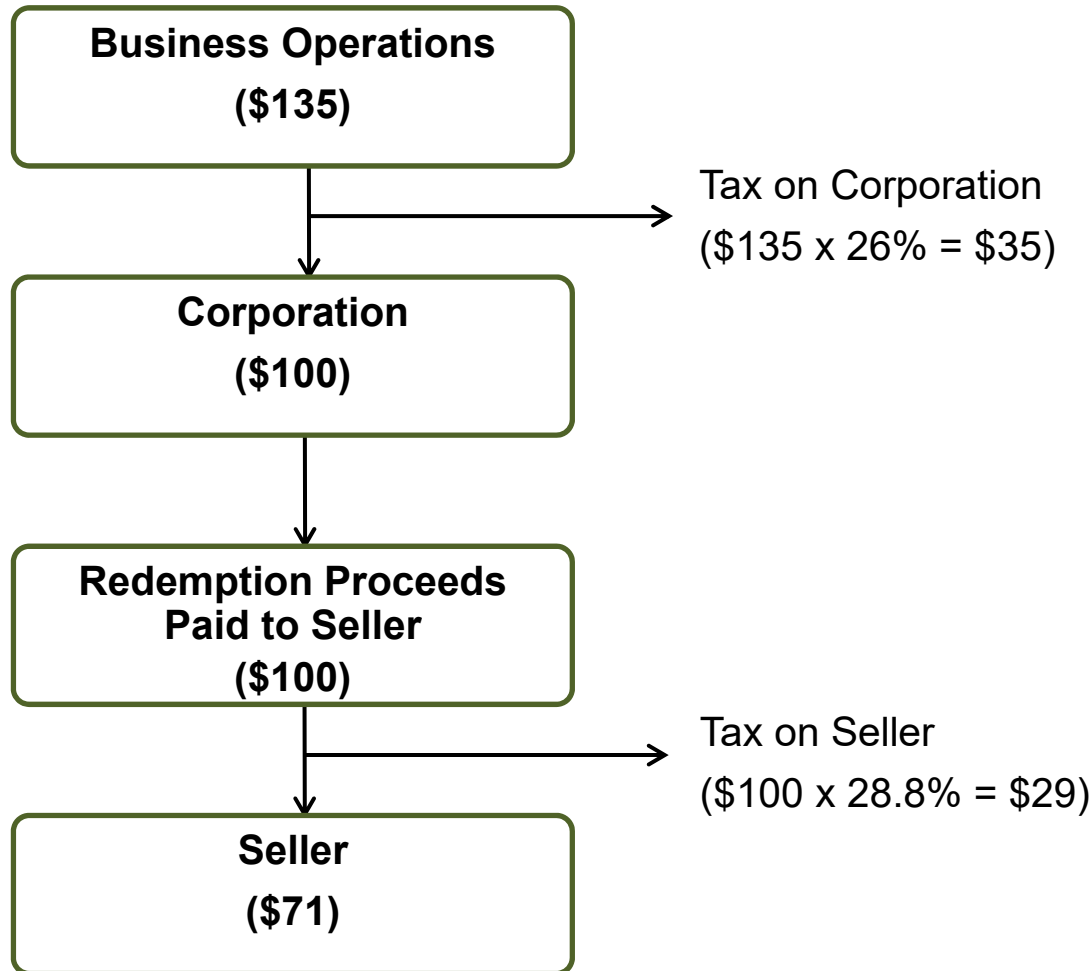 Business Operations
($135)
Tax on Corporation
($135 x 26% = $35)
Corporation
($100)
Redemption Proceeds
Paid to Seller
($100)
Tax on Seller
($100 x 28.8% = $29)
Seller
($71)